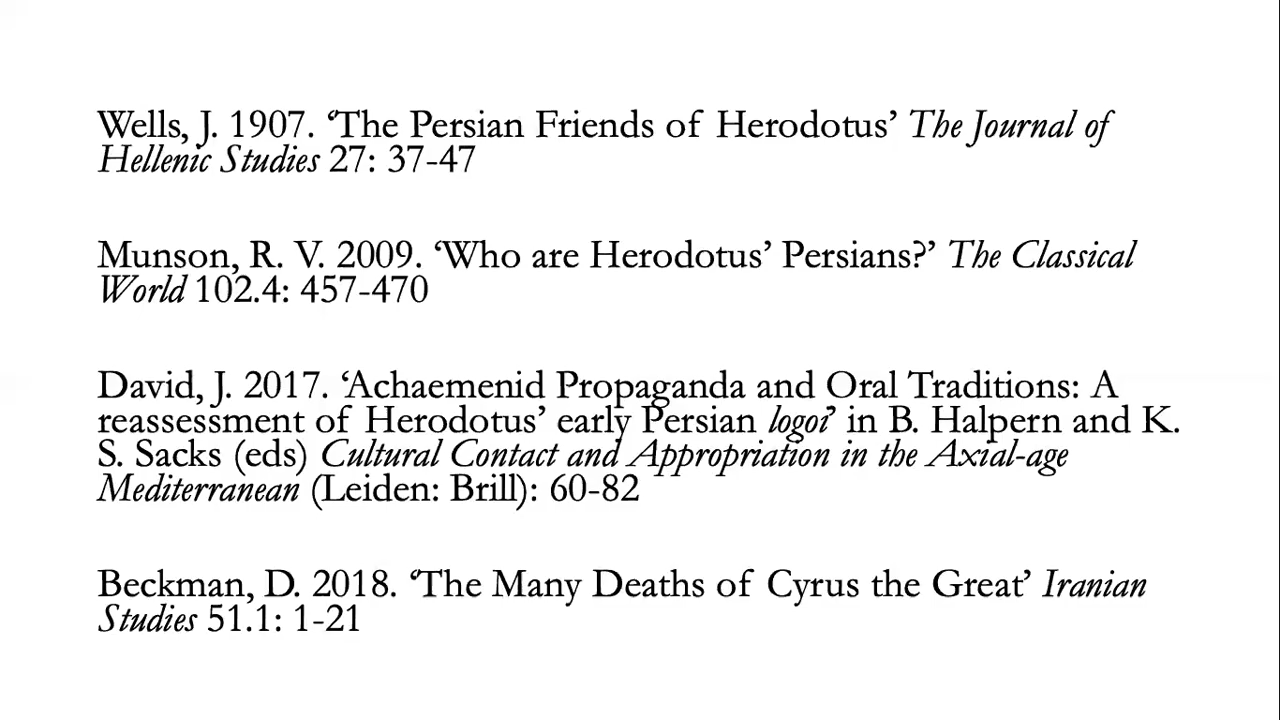 Wells, J. 1907. ‘The Persian Friends of Herodotus’ The Journal of
Hellenic Studies 27: 37-47
Munson, R. V. 2009. ‘Who are Herodotus’ Persians?’ The Classical
World 102.4: 457-470
David, J. 2017. ‘Achaemenid Propaganda and Oral Traditions: A
reassessment of Herodotus’ early Persian logoi’ in B. Halpern and K.
S. Sacks (eds) Cultural Contact and Appropriation in the Axial-age
Mediterranean (Leiden: Brill): 60-82
Beckman, D. 2018. ‘The Many Deaths of Cyrus the Great’ Iranian
Studies 51.1: 1-21